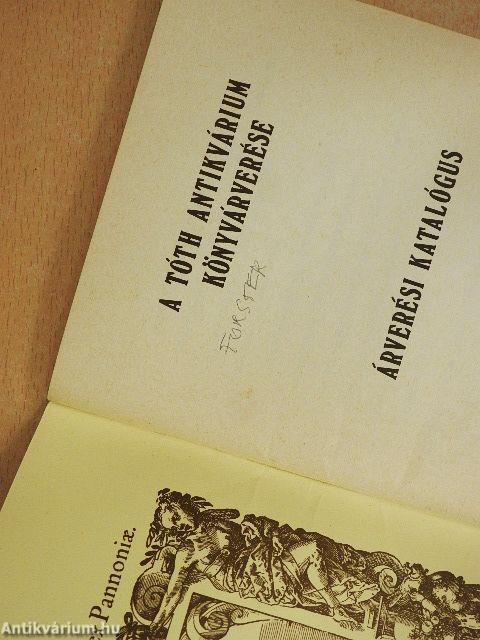 A TÓTH ANTIKVÁRIUM
KÖNYVÁRVERÉSE
FORSTER
ÁRVERÉSI KATALÓGUS
Pannoniæ.
Antikvárium.hu